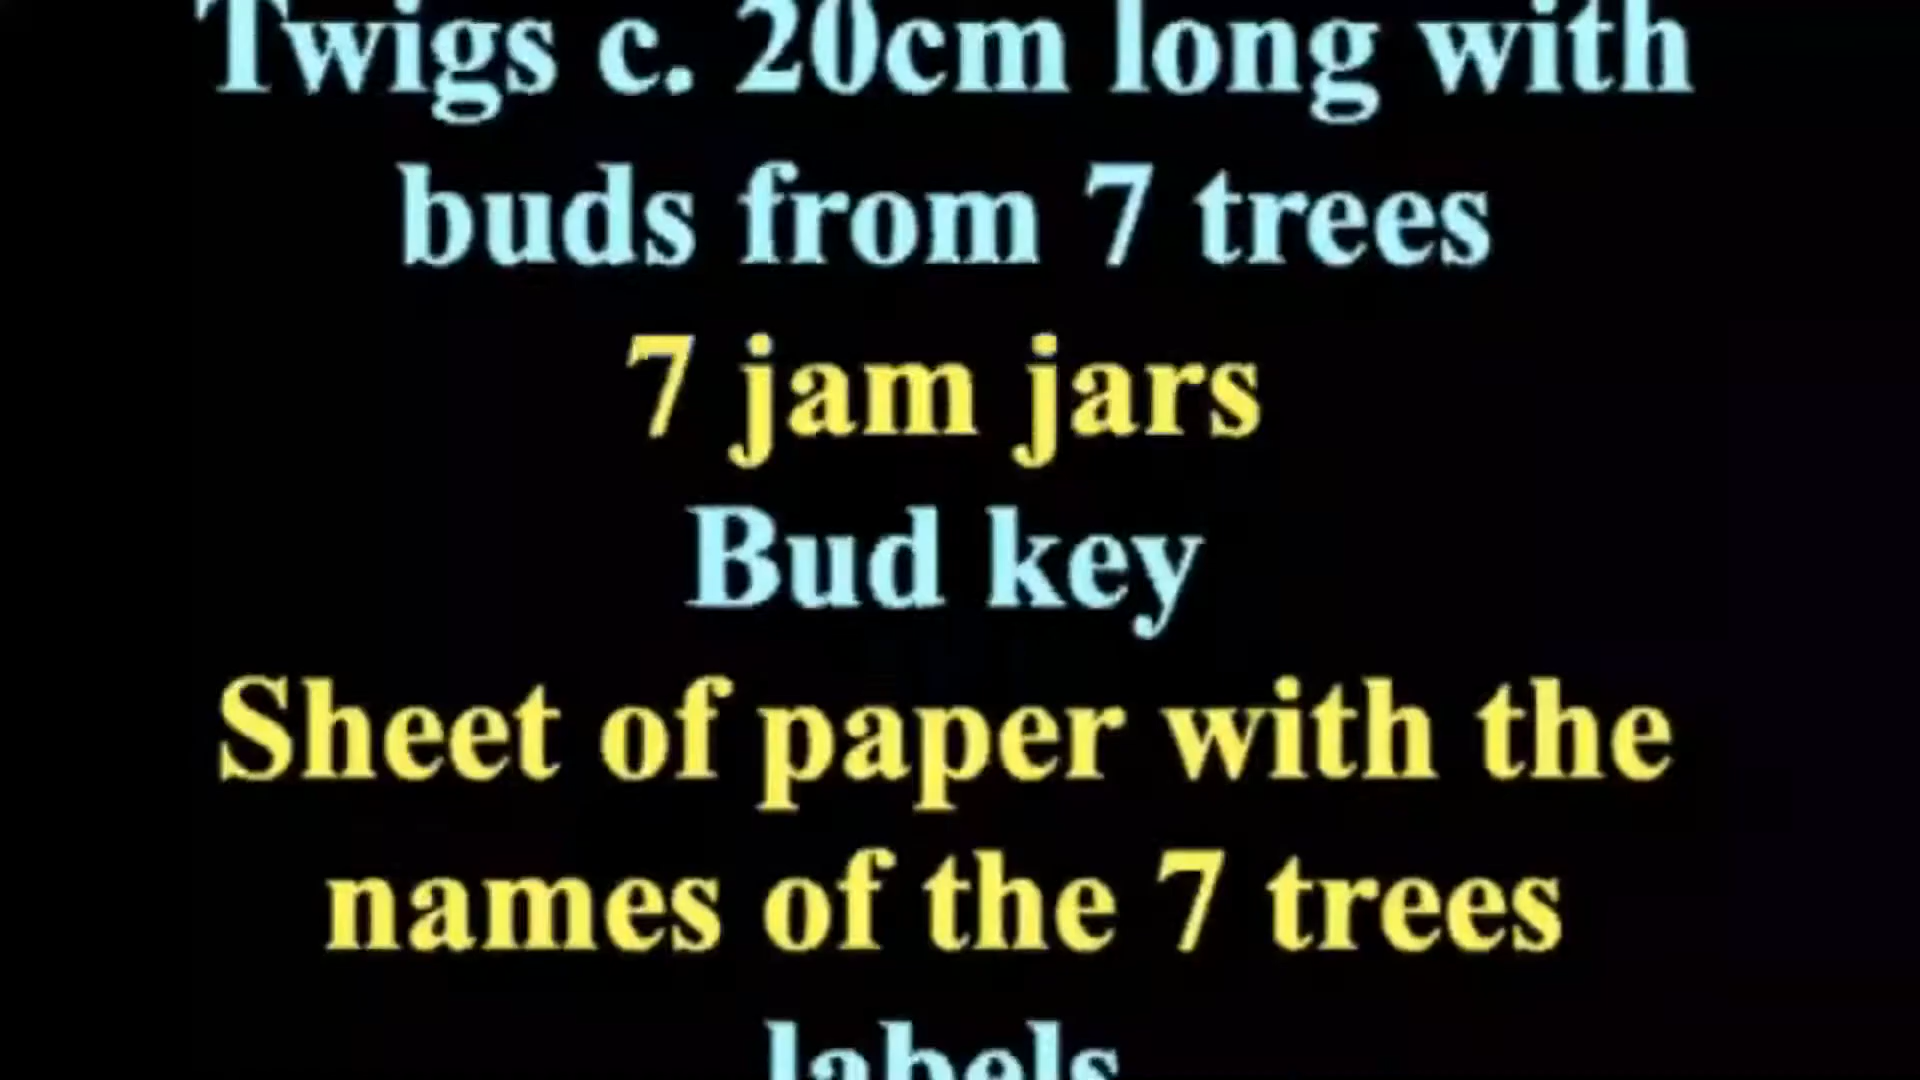 Twigs c. 20cm long with
buds from 7 trees
7 jam jars
Bud key
Sheet of paper with the
names of the 7 trees
labels